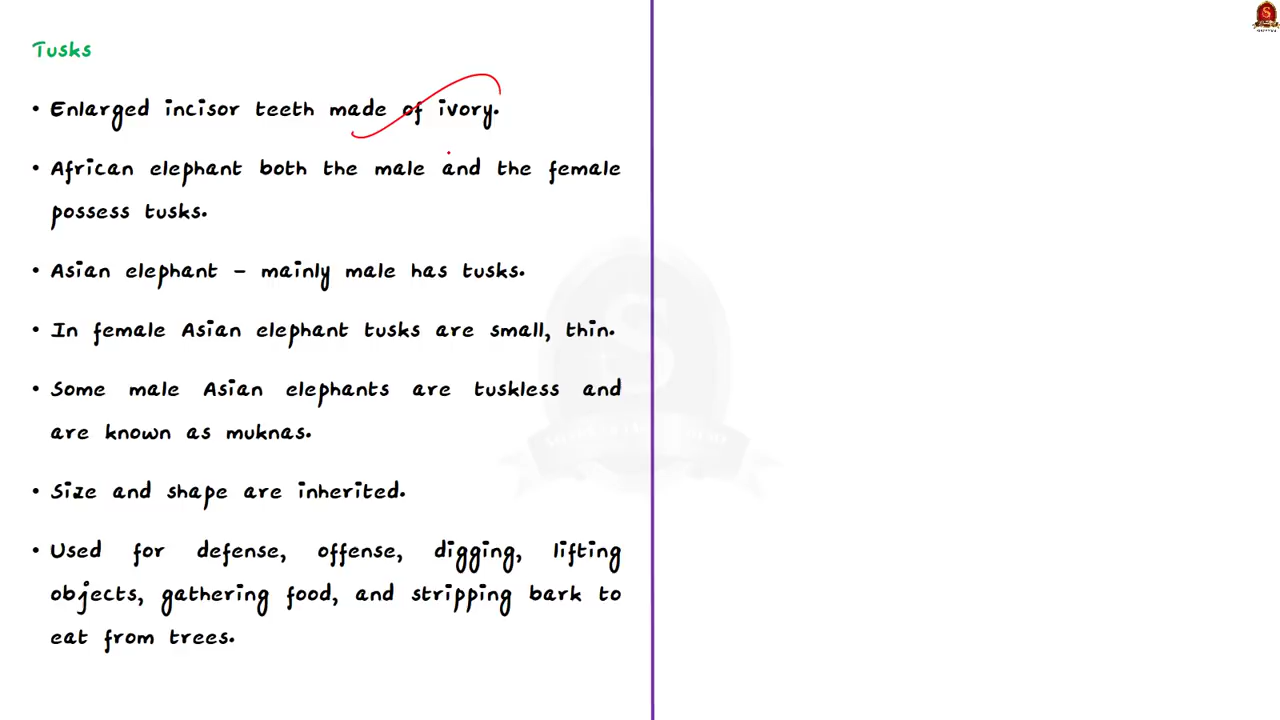 Tusks
• Enlarged incisor teeth made of ivory.
• African elephant both the male and the female
possess tusks.
• Asian elephant – mainly male has tusks.
• In female Asian elephant tusks are small, thin.
• Some male Asian elephants are tuskless and
are known as muknas.
• Size and shape are inherited.
• Used for defense, offense, digging, lifting
objects, gathering food, and stripping bark to
eat from trees.